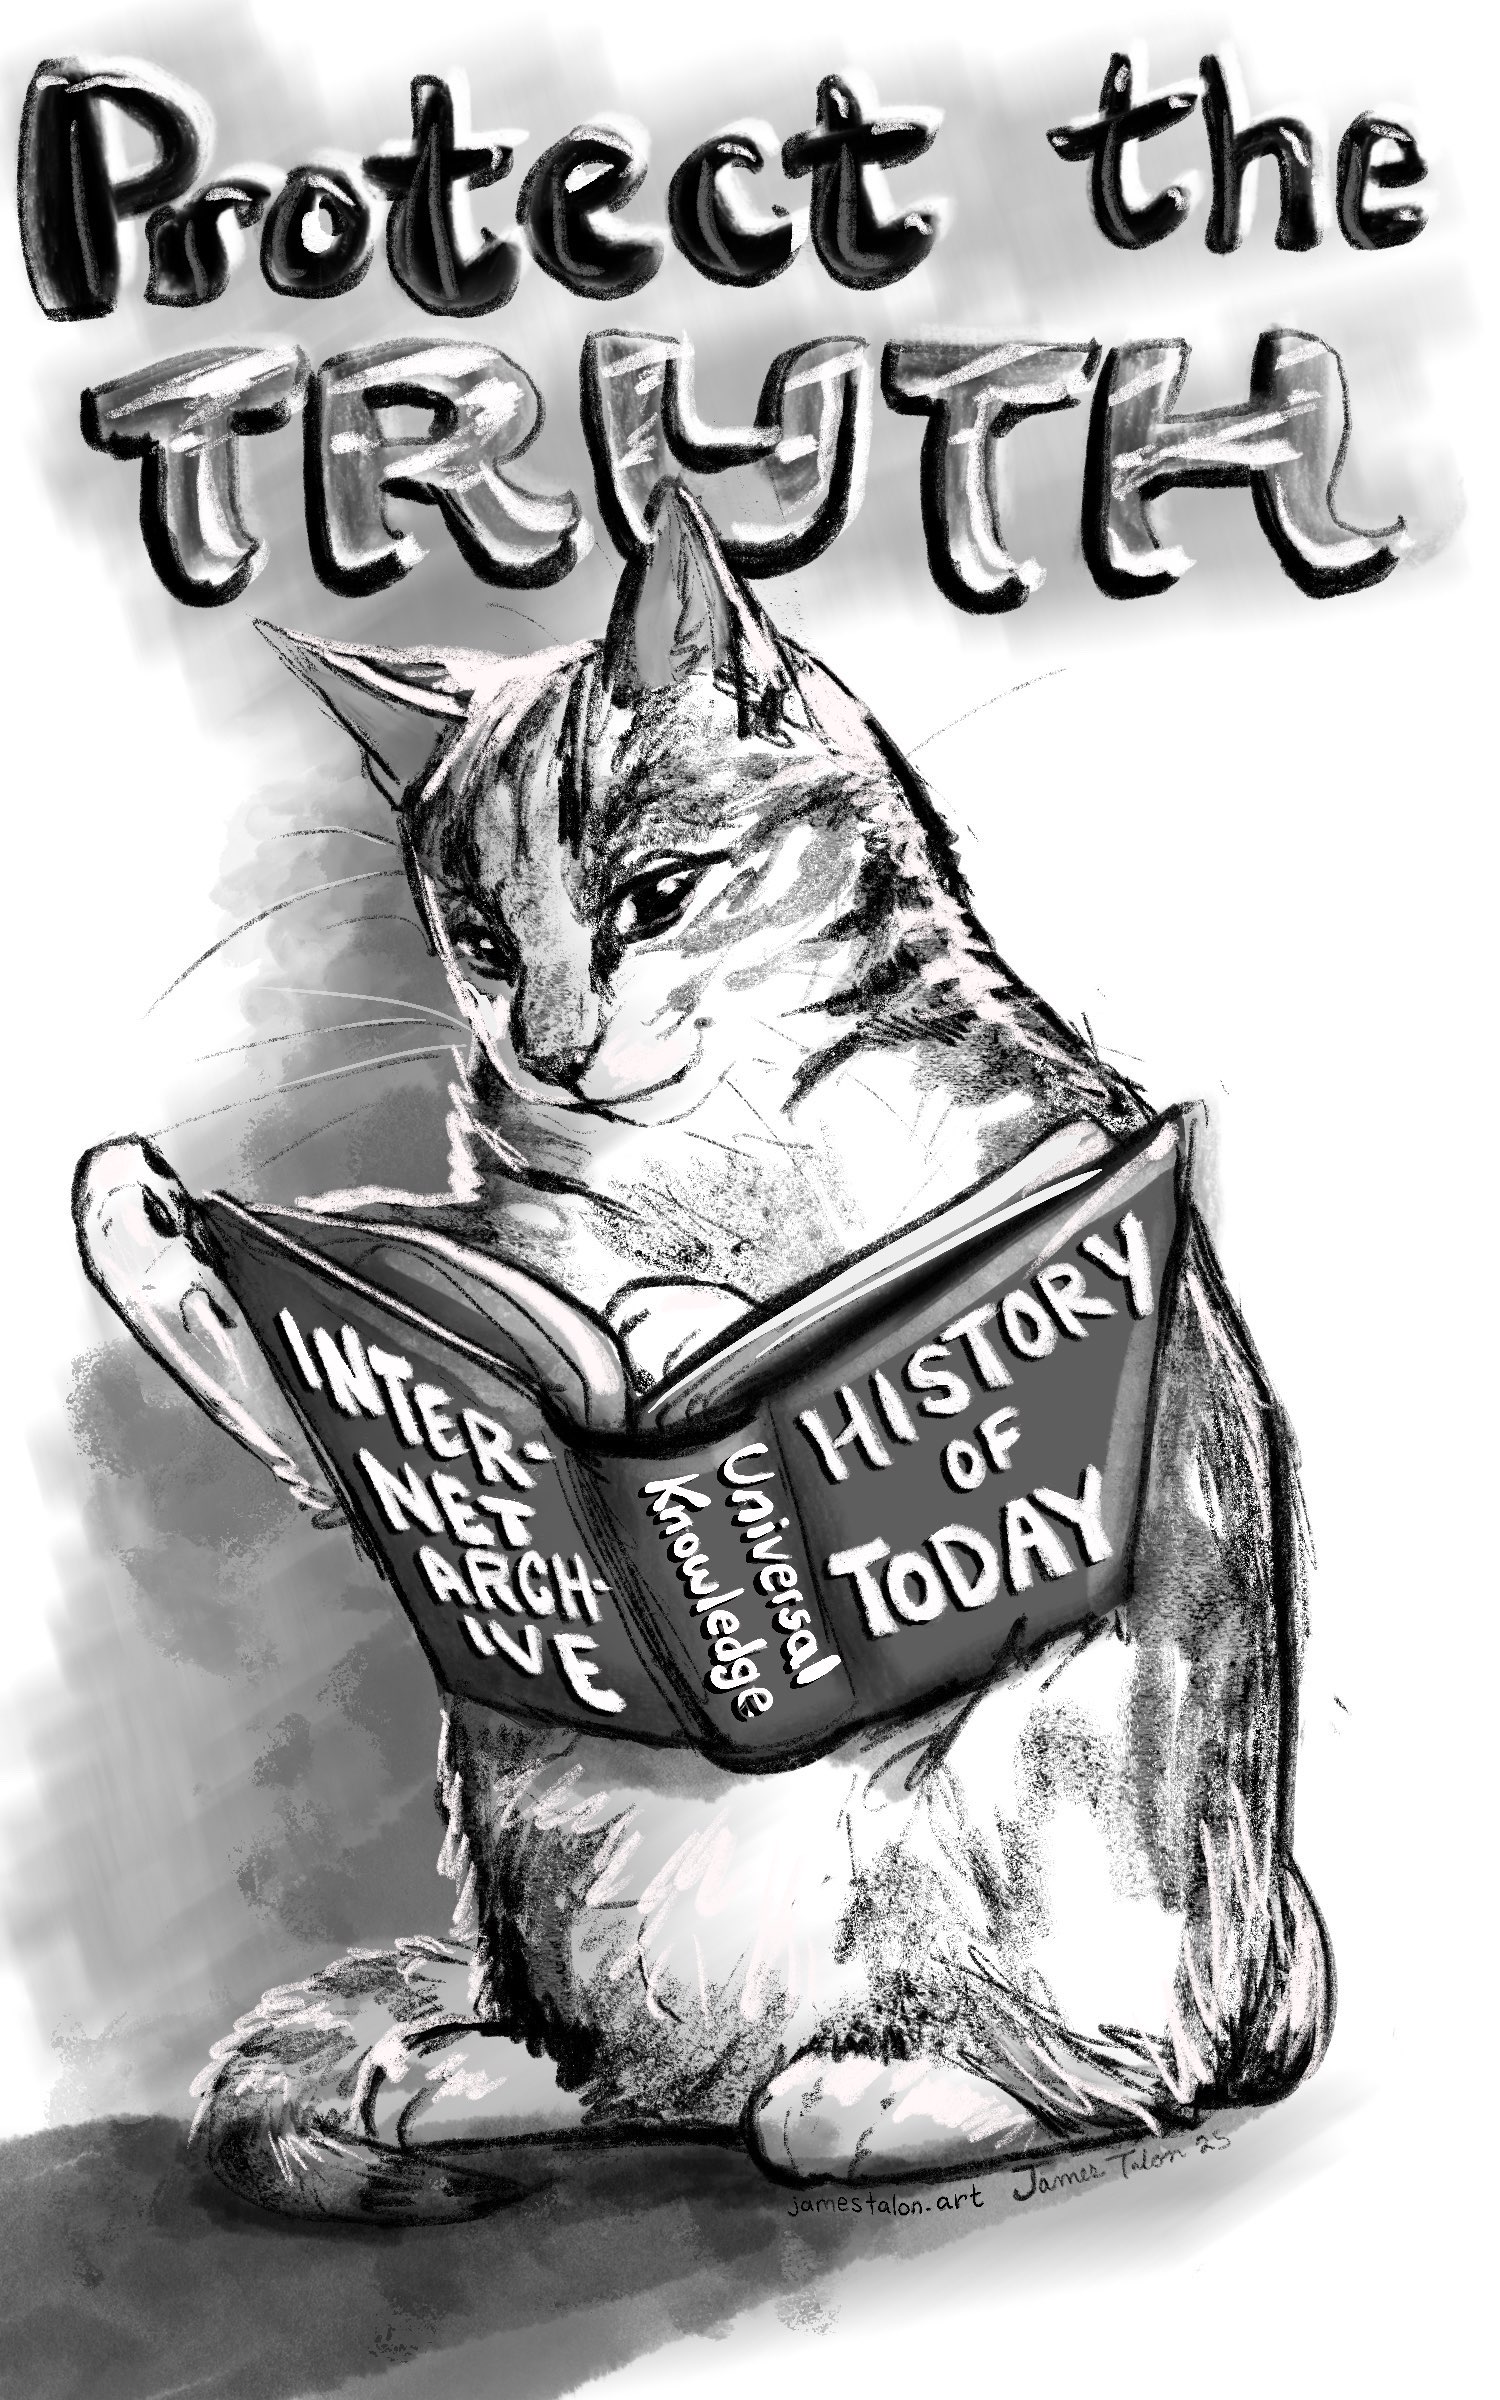 Protect the
TRUTH
INTER-
NET
ARCH-
IVE
Universal
Knowledge
HISTORY
OF
TODAY
jamestalon.art
James Talon 25